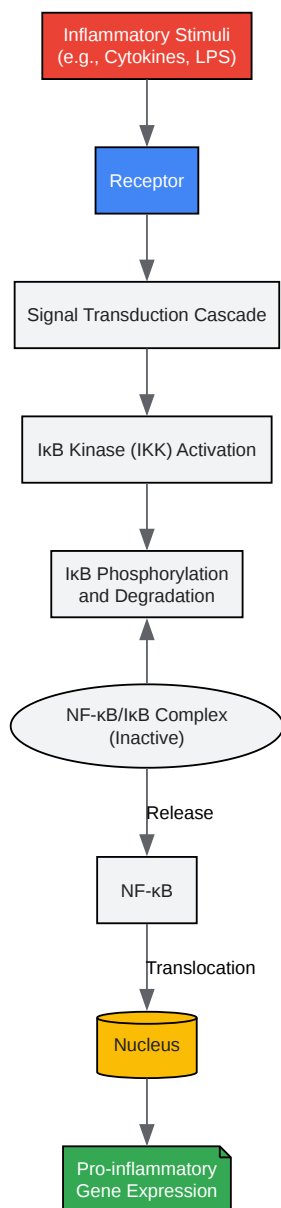 Inflammatory Stimuli
(e.g., Cytokines, LPS)
Receptor
Signal Transduction Cascade
IκB Kinase (IKK) Activation
IκB Phosphorylation
and Degradation
NF-κB/IκB Complex
(Inactive)
Release
NF-κB
Translocation
Nucleus
Pro-inflammatory
Gene Expression